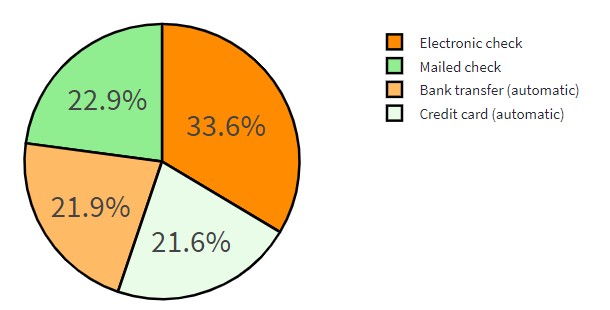 22.9%
33.6%
21.9%
21.6%
Electronic check
Mailed check
Bank transfer (automatic)
Credit card (automatic)